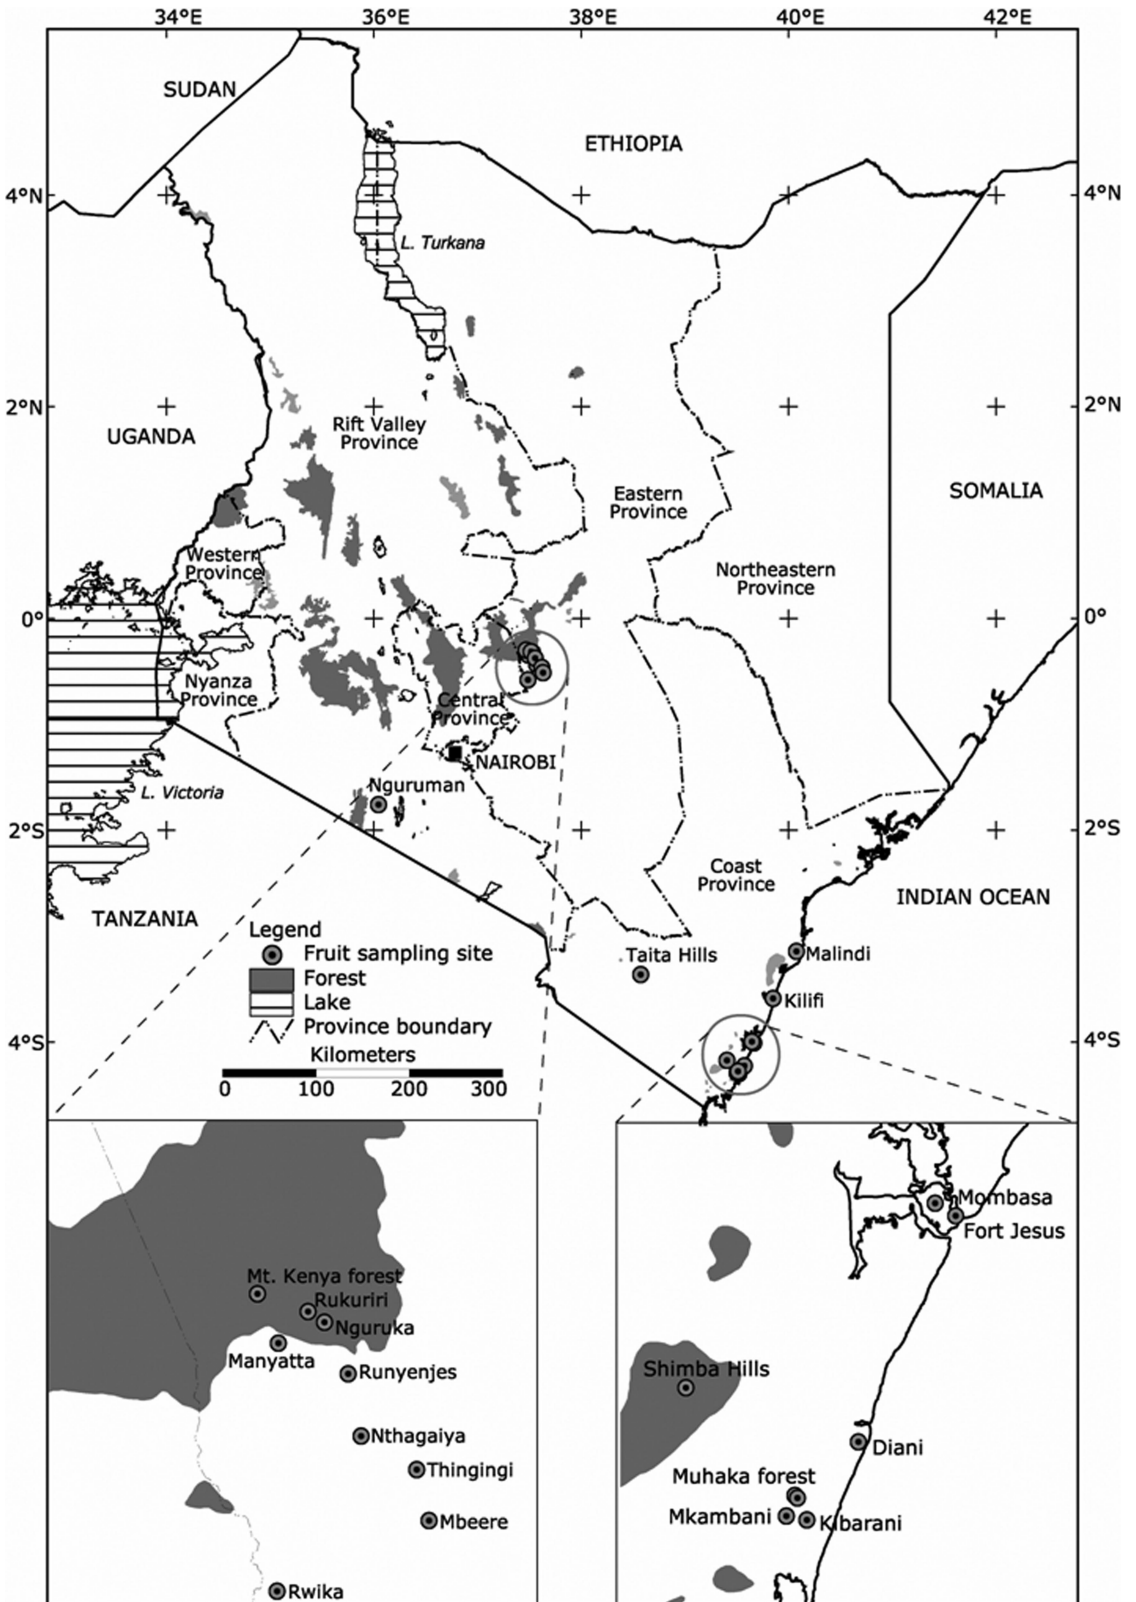 34°E 36°E 38°E 40°E 42°E
SUDAN
ETHIOPIA
4°N 4°N
L. Turkana
2°N 2°N
Rift Valley
Province
UGANDA
Eastern
Province
SOMALIA
Western
Province
Northeastern
Province
0° 0°
Nyanza
Province
Central
Province
NAIROBI
Nguruman
L. Victoria
2°S 2°S
Coast
Province
INDIAN OCEAN
TANZANIA
Legend
Fruit sampling site
Forest
Lake
Province boundary
Kilometers
0 100 200 300
Taita Hills
Malindi
Kilifi
4°S 4°S
Mt. Kenya forest
Rukuriri
Nguruka
Manyatta
Runyenjes
Nthagaiya
Thingingi
Mbeere
Rwika
Mombasa
Fort Jesus
Shimba Hills
Diani
Muhaka forest
Mkambani
Kibarani